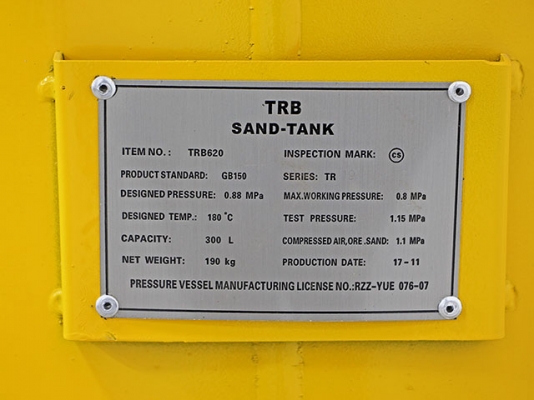 TRB
SAND-TANK
ITEM NO. : TRB620 INSPECTION MARK: CS
PRODUCT STANDARD: GB150 SERIES: TR
DESIGNED PRESSURE: 0.88 MPa MAX.WORKING PRESSURE: 0.8 MPa
DESIGNED TEMP.: 180 °C TEST PRESSURE: 1.15 MPa
CAPACITY: 300 L COMPRESSED AIR,ORE.SAND: 1.1 MPa
NET WEIGHT: 190 kg PRODUCTION DATE: 17-11
PRESSURE VESSEL MANUFACTURING LICENSE NO.:RZZ-YUE 076-07